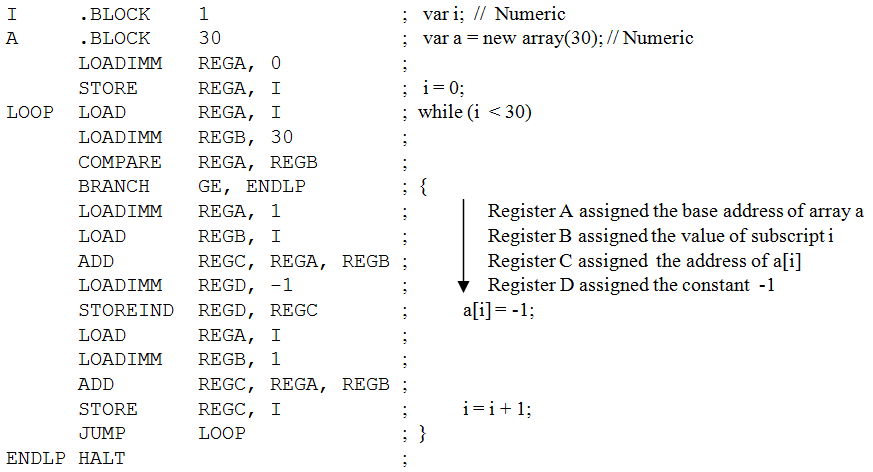 I .BLOCK 1 ; var i; // Numeric
A .BLOCK 30 ; var a = new array(30); // Numeric
LOADIMM REGA, 0 ;
STORE REGA, I ; i = 0;
LOOP LOAD REGA, I ; while (i < 30)
LOADIMM REGB, 30 ;
COMPARE REGA, REGB ;
BRANCH GE, ENDLP ; {
LOADIMM REGA, 1 ; Register A assigned the base address of array a
LOAD REGB, I ; Register B assigned the value of subscript i
ADD REGC, REGA, REGB ; Register C assigned the address of a[i]
LOADIMM REGD, -1 ; Register D assigned the constant -1
STOREIND REGD, REGC ; a[i] = -1;
LOAD REGA, I ;
LOADIMM REGB, 1 ;
ADD REGC, REGA, REGB ;
STORE REGC, I ; i = i + 1;
JUMP LOOP ; }
ENDLP HALT ;